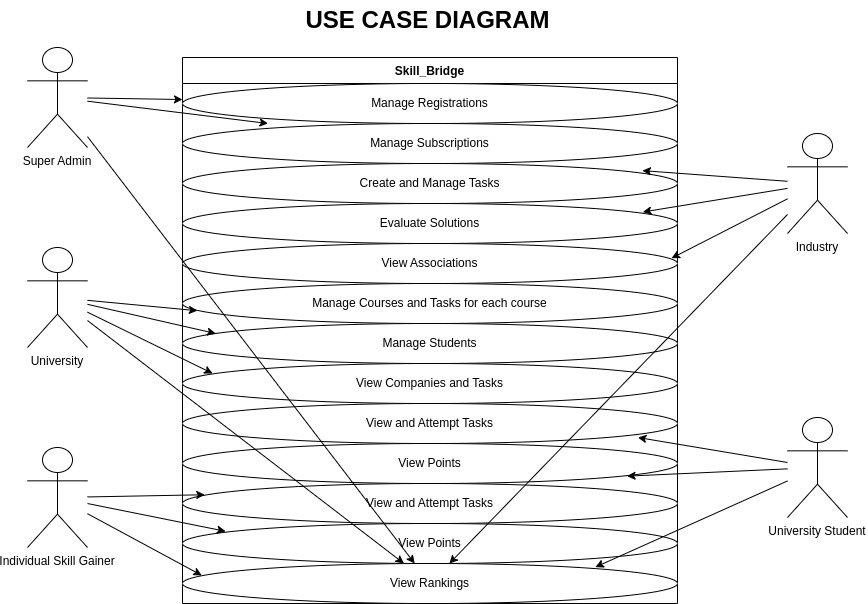 USE CASE DIAGRAM
Skill_Bridge
Manage Registrations
Manage Subscriptions
Super Admin
Create and Manage Tasks
Evaluate Solutions
Industry
View Associations
Manage Courses and Tasks for each course
Manage Students
University
View Companies and Tasks
View and Attempt Tasks
View Points
View and Attempt Tasks
University Student
View Points
Individual Skill Gainer
View Rankings